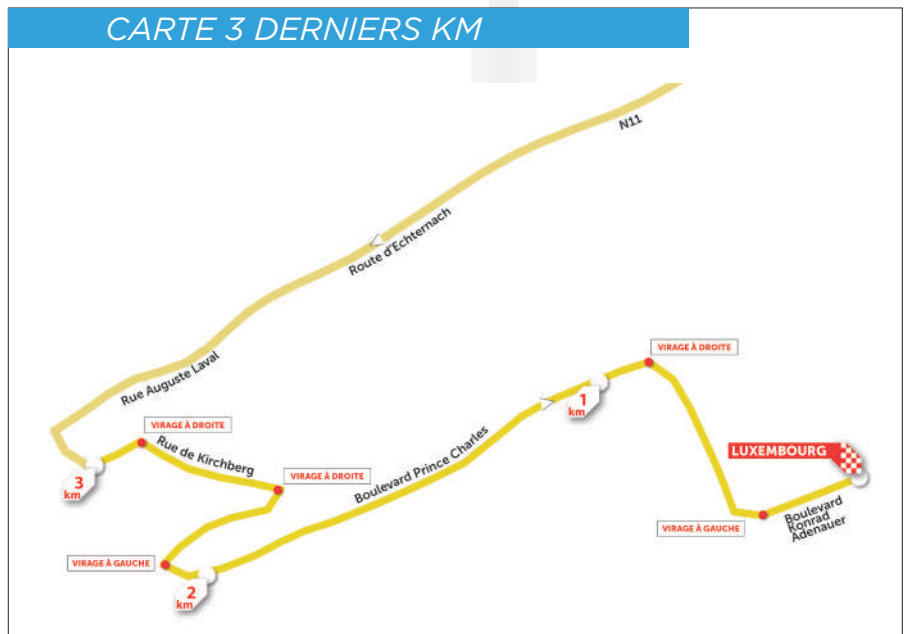 CARTE 3 DERNIERS KM
N11
Route d'Echternach
Rue Auguste Laval
VIRAGE À DROITE
1
km
VIRAGE À DROITE
Rue de Kirchberg
Boulevard Prince Charles
LUXEMBOURG
3
km
VIRAGE À DROITE
VIRAGE À GAUCHE
Boulevard
Konrad
Adenauer
VIRAGE À GAUCHE
2
km